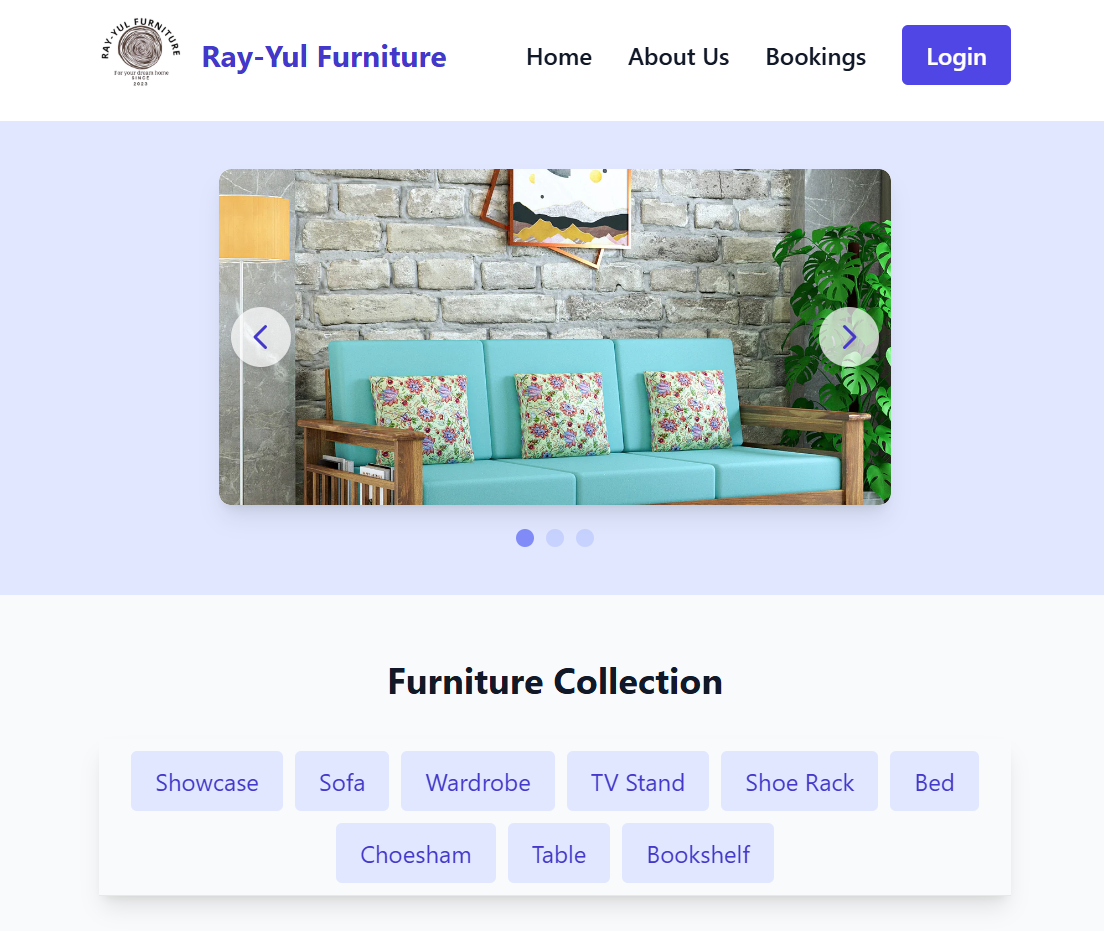 RAY-YUL FURNITURE
For your dream home
SINCE
2023
Ray-Yul Furniture
Home
About Us
Bookings
Login
Furniture Collection
Showcase
Sofa
Wardrobe
TV Stand
Shoe Rack
Bed
Choesham
Table
Bookshelf